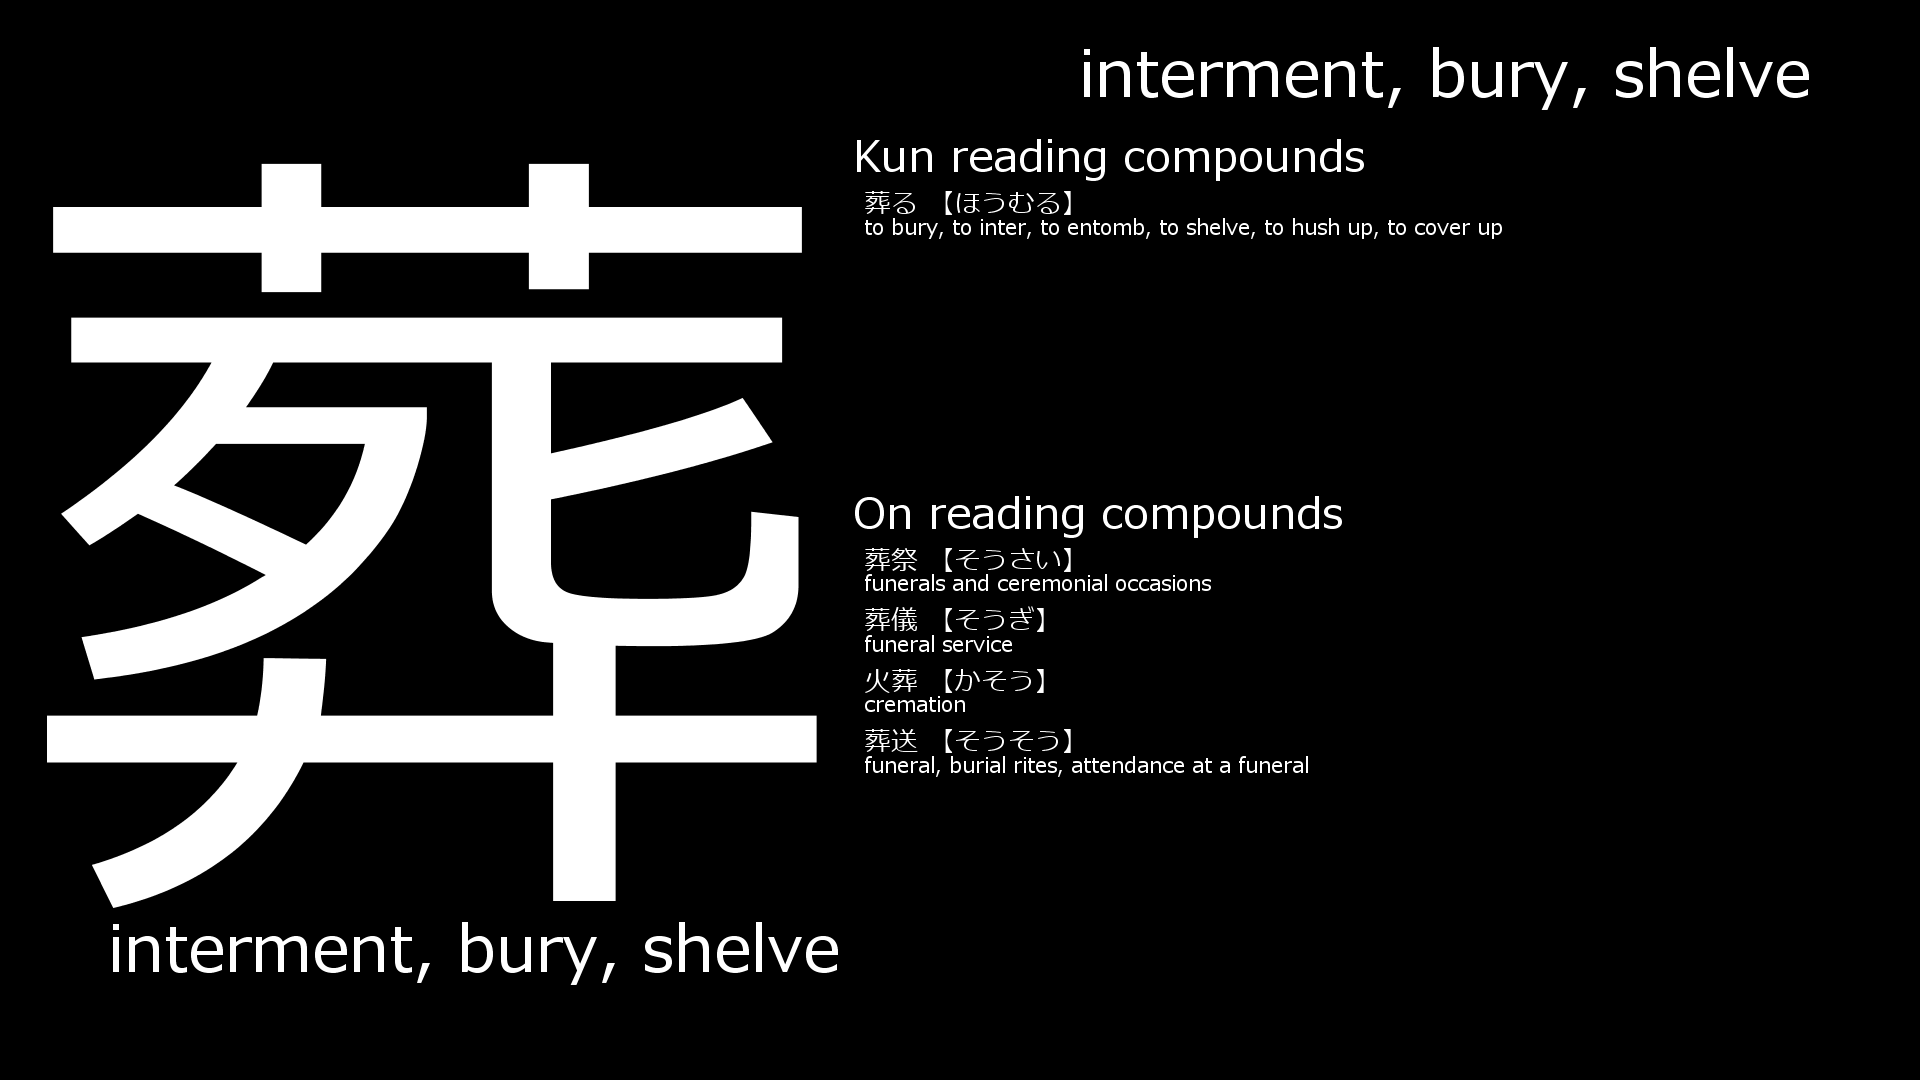 葬
interment, bury, shelve
interment, bury, shelve
Kun reading compounds
葬る 【ほうむる】
to bury, to inter, to entomb, to shelve, to hush up, to cover up
On reading compounds
葬祭 【そうさい】
funerals and ceremonial occasions
葬儀 【そうぎ】
funeral service
火葬 【かそう】
cremation
葬送 【そうそう】
funeral, burial rites, attendance at a funeral